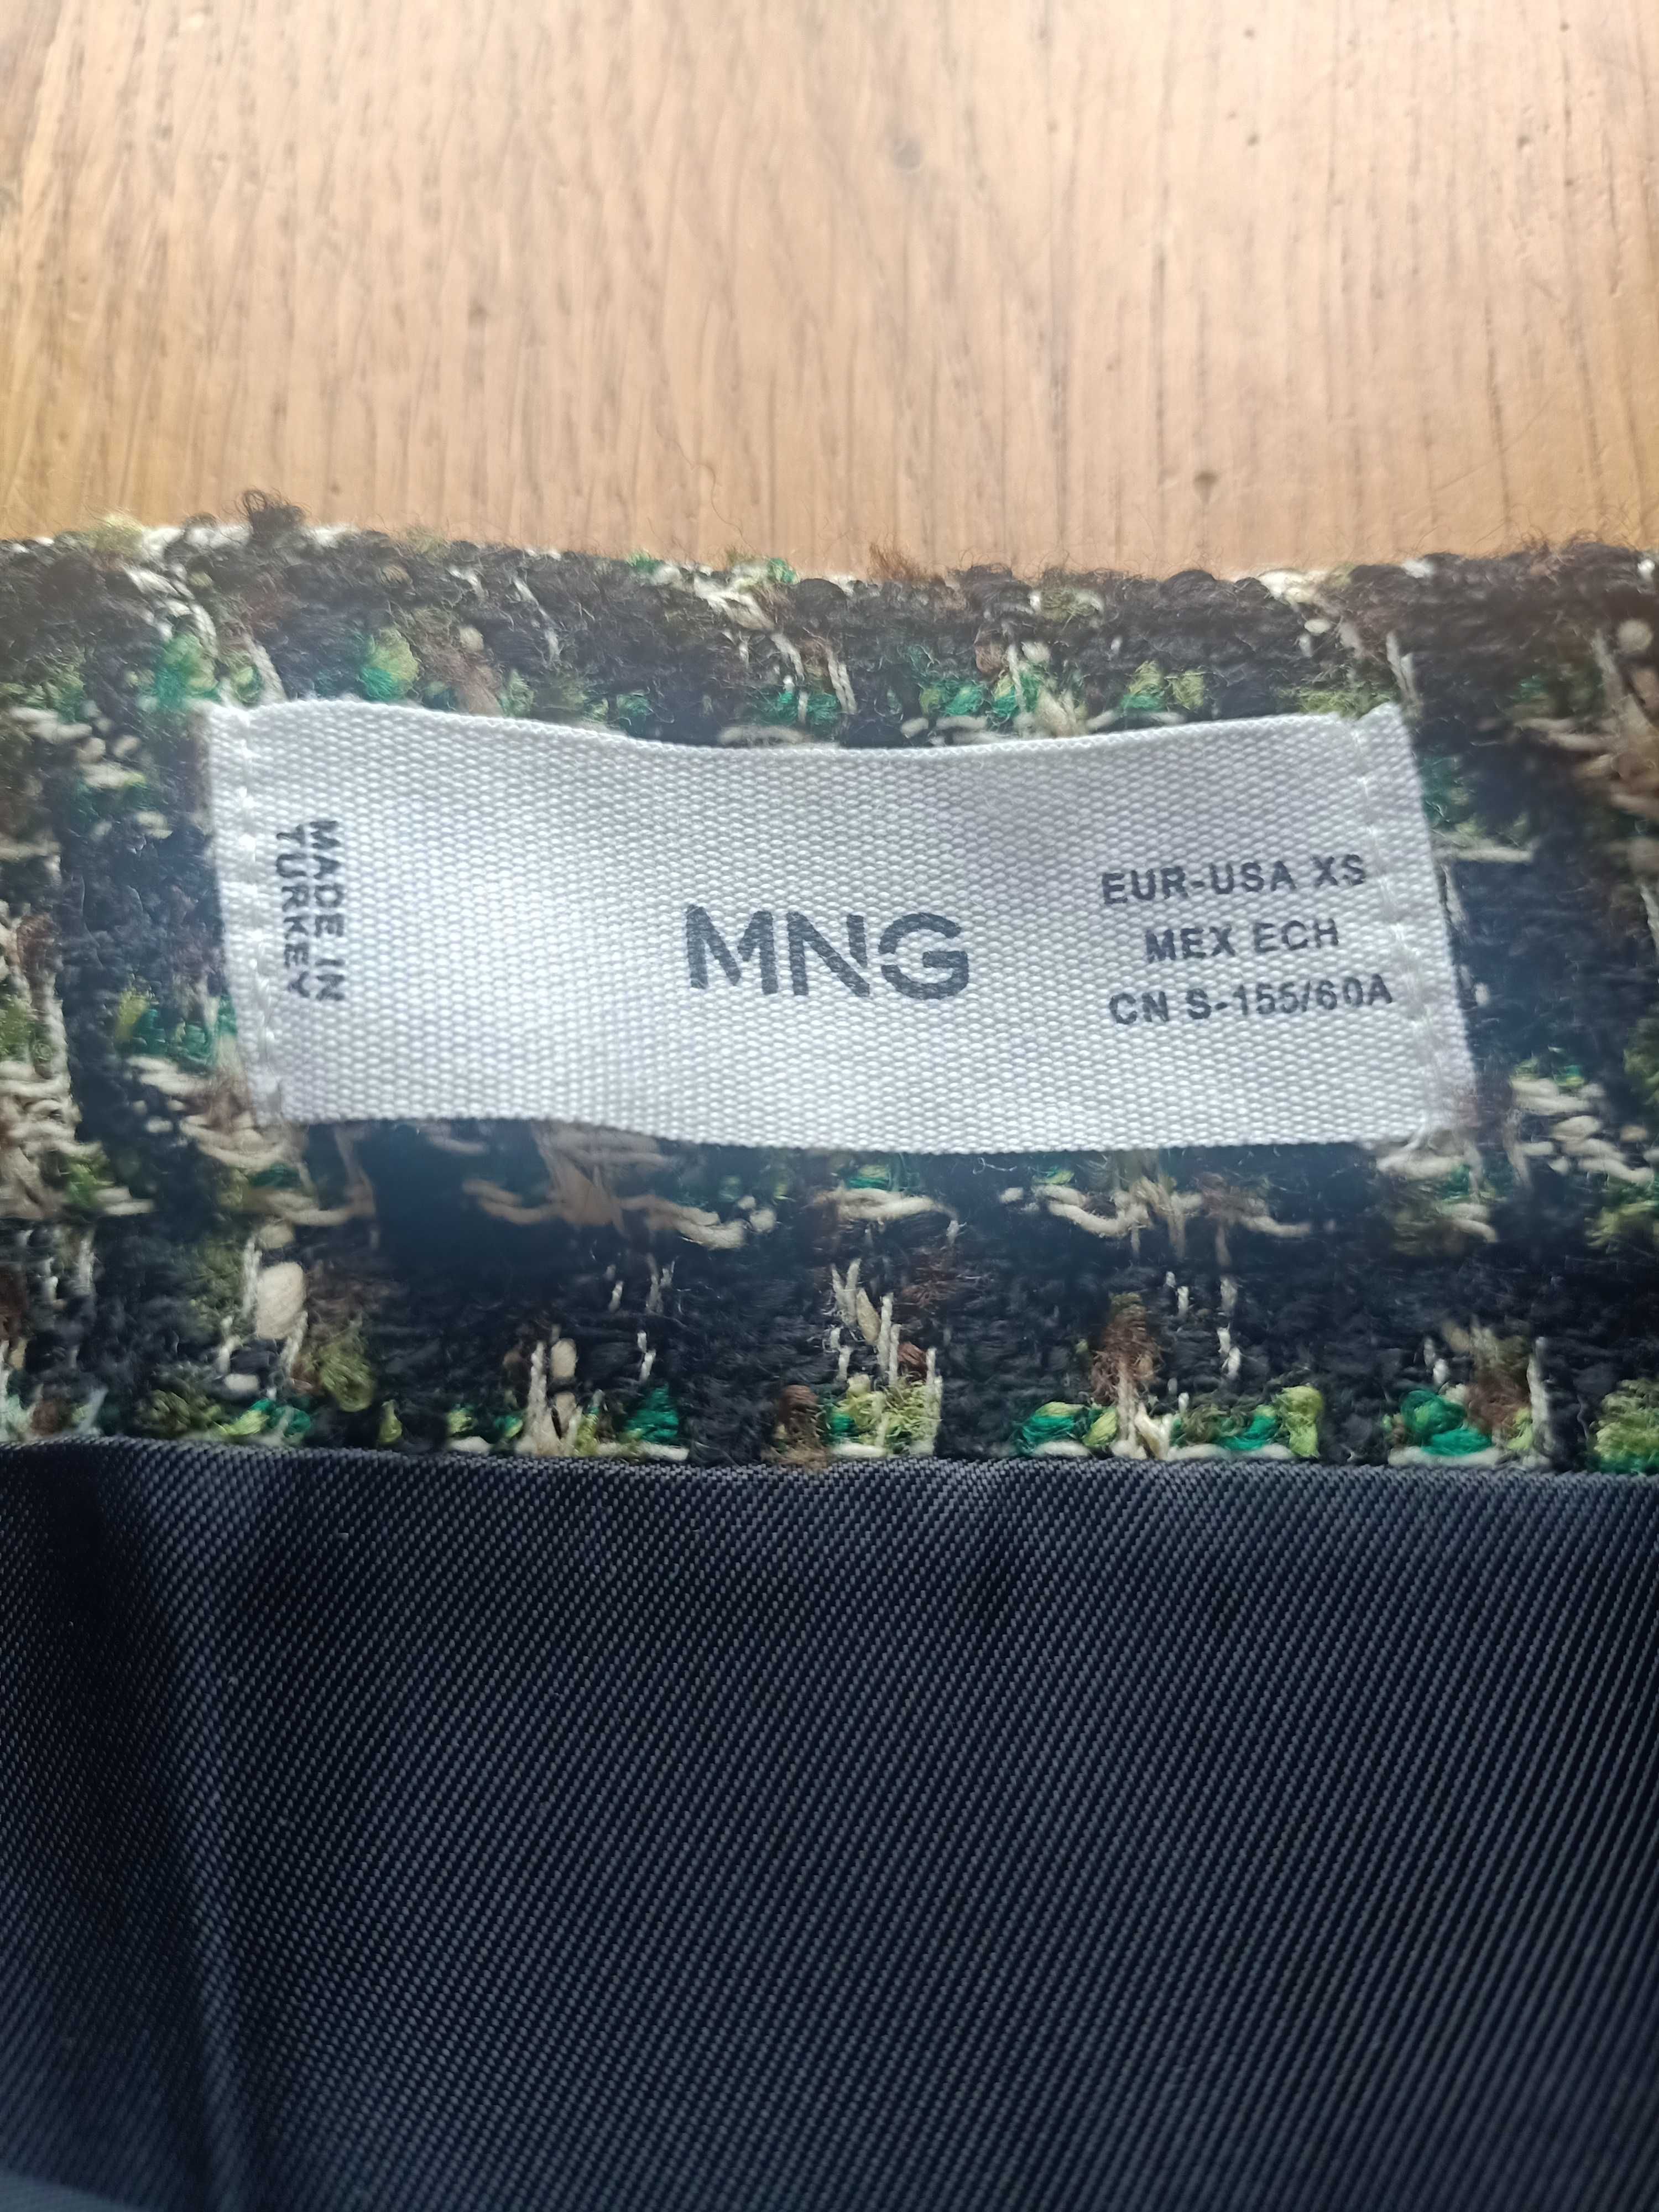 MADE IN
TURKEY
MNG
EUR-USA XS
MEX ECH
CN S-155/60A